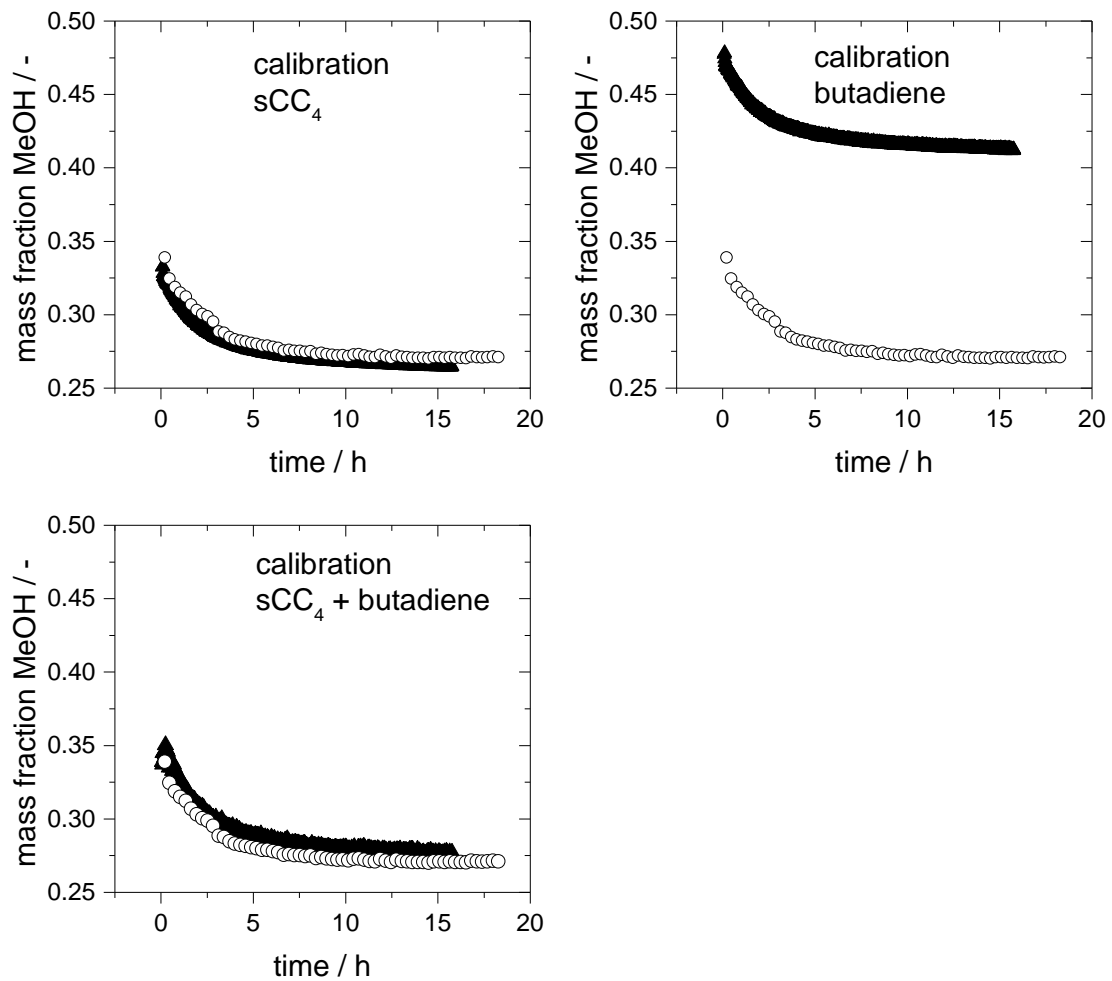 0.50
0.45
0.40
0.35
0.30
0.25
mass fraction MeOH / -
calibration
sCC₄
0 5 10 15 20
time / h
0.50
0.45
0.40
0.35
0.30
0.25
mass fraction MeOH / -
calibration
butadiene
0 5 10 15 20
time / h
0.50
0.45
0.40
0.35
0.30
0.25
mass fraction MeOH / -
calibration
sCC₄ + butadiene
0 5 10 15 20
time / h